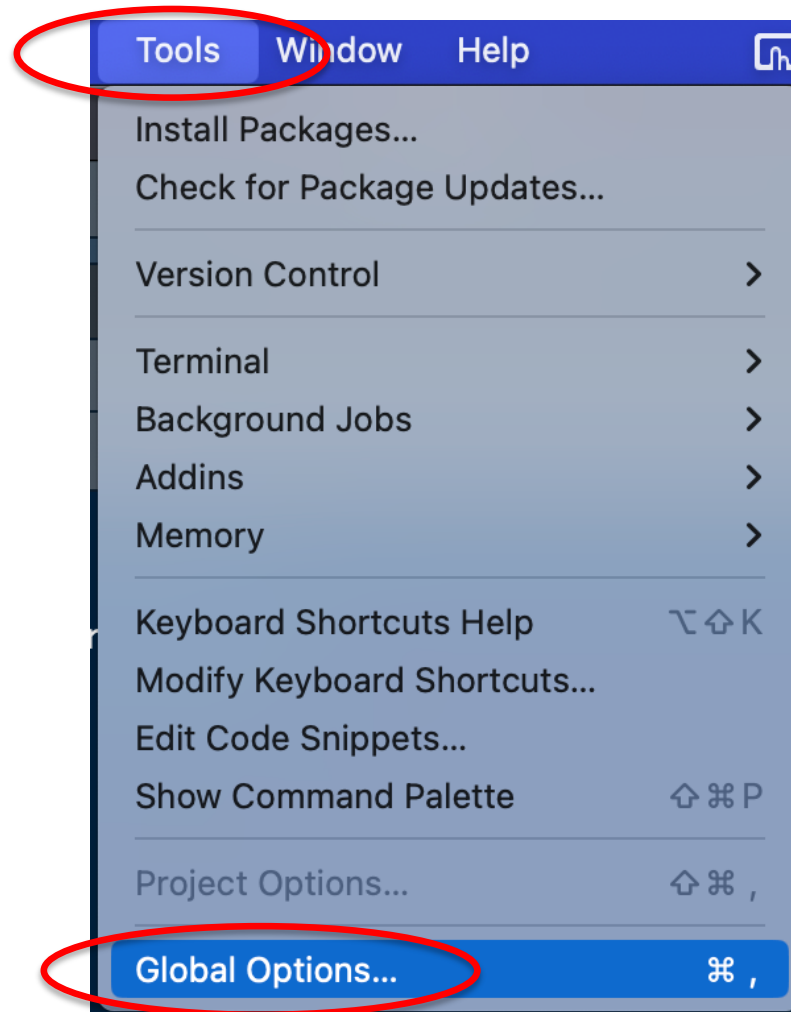 Tools Window Help
Install Packages...
Check for Package Updates...
Version Control
Terminal
Background Jobs
Addins
Memory
Keyboard Shortcuts Help ⌥⇧K
Modify Keyboard Shortcuts...
Edit Code Snippets...
Show Command Palette ⇧⌘P
Project Options... ⇧⌘,
Global Options... ⌘,